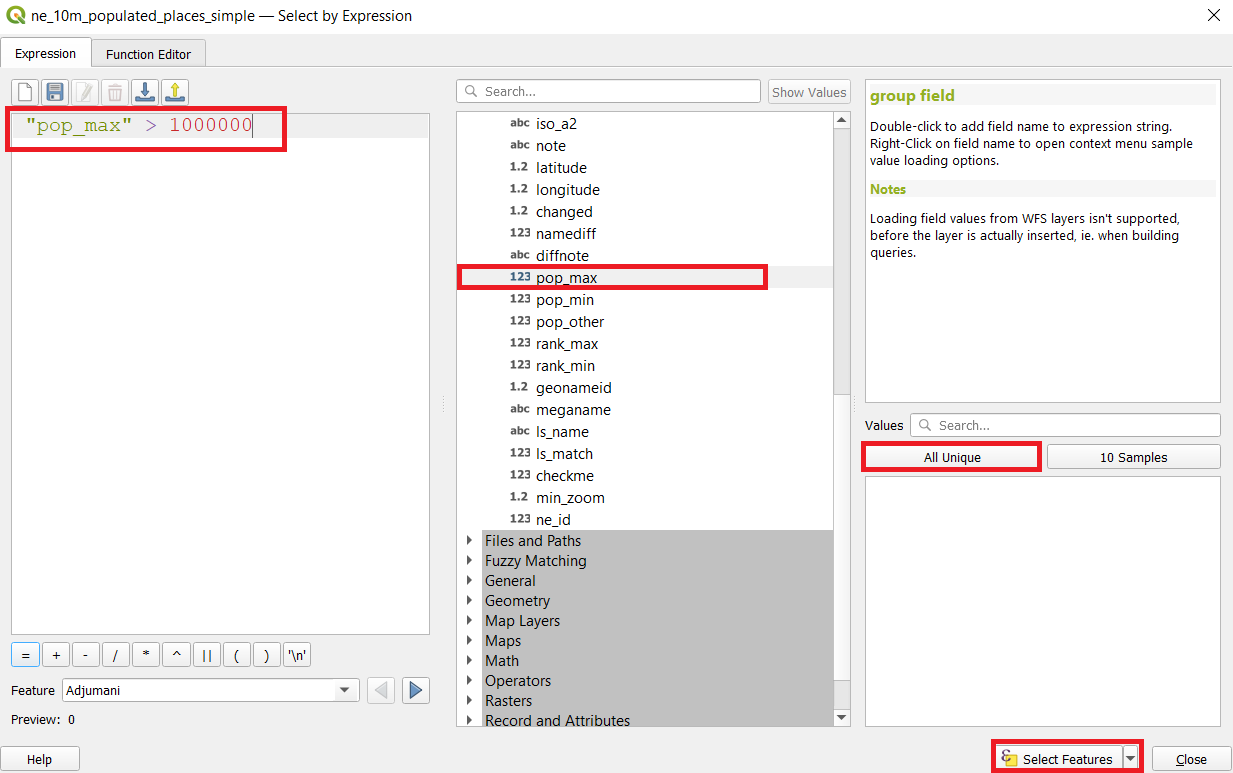 ne_10m_populated_places_simple — Select by Expression
Expression
Function Editor
"pop_max" > 1000000
= + - / * ^ || ( ) '\n'
Feature Adjumani
Preview: 0
Help
Search...
Show Values
abc iso_a2
abc note
1.2 latitude
1.2 longitude
1.2 changed
123 namediff
abc diffnote
123 pop_max
123 pop_min
123 pop_other
123 rank_max
123 rank_min
1.2 geonameid
abc meganame
abc ls_name
123 ls_match
123 checkme
1.2 min_zoom
123 ne_id
Files and Paths
Fuzzy Matching
General
Geometry
Map Layers
Maps
Math
Operators
Rasters
Record and Attributes
group field
Double-click to add field name to expression string.
Right-Click on field name to open context menu sample
value loading options.
Notes
Loading field values from WFS layers isn't supported,
before the layer is actually inserted, ie. when building
queries.
Values Search...
All Unique
10 Samples
ε Select Features
Close